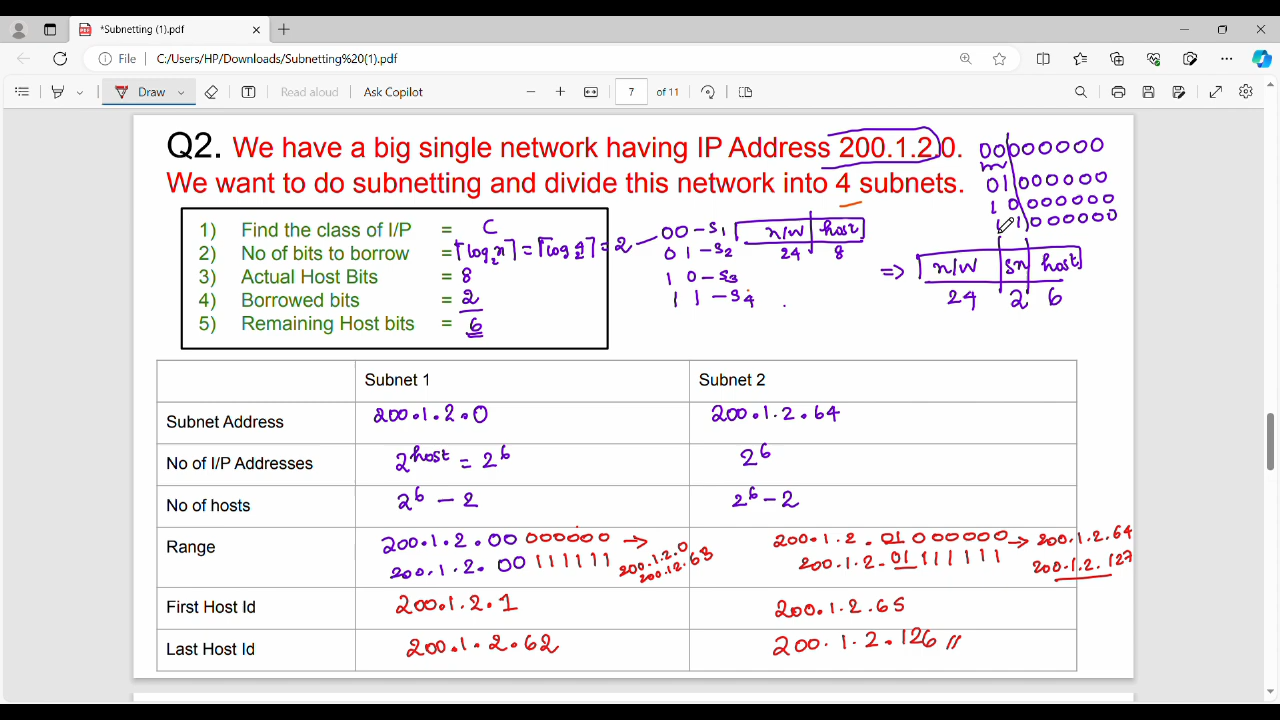 *Subnetting (1).pdf
File C:/Users/HP/Downloads/Subnetting%20(1).pdf
Draw Read aloud Ask Copilot 7 of 11
Q2. We have a big single network having IP Address 200.1.2.0.
We want to do subnetting and divide this network into 4 subnets.
00000000
01000000
10000000
11000000
1) Find the class of I/P = C
2) No of bits to borrow = ⌈log₂n⌉ = ⌈log₂4⌉ = 2
3) Actual Host Bits = 8
4) Borrowed bits = 2
5) Remaining Host bits = 6
00 - S1
01 - S2
10 - S3
11 - S4
n/w host
24 8
=> n/w sn host
24 2 6
Subnet 1 Subnet 2
Subnet Address 200.1.2.0 200.1.2.64
No of I/P Addresses 2^host = 2^6 2^6
No of hosts 2^6 - 2 2^6 - 2
Range 200.1.2.00 000000 → 200.1.2.0 200.1.2.01000000 → 200.1.2.64
200.1.2.00 111111 200.1.2.63 200.1.2.01111111 200.1.2.127
First Host Id 200.1.2.1 200.1.2.65
Last Host Id 200.1.2.62 200.1.2.126 //